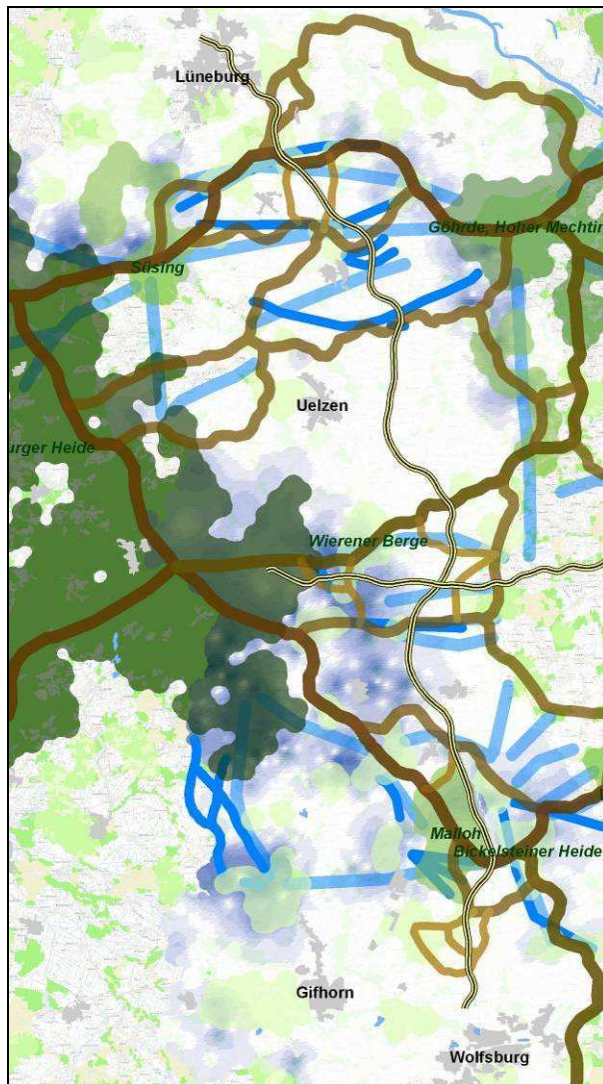 Lüneburg
Göhrde, Hoher Mechtin
Süsing
Uelzen
urger Heide
Wierener Berge
Malloh
Bickelsteiner Heide
Gifhorn
Wolfsburg